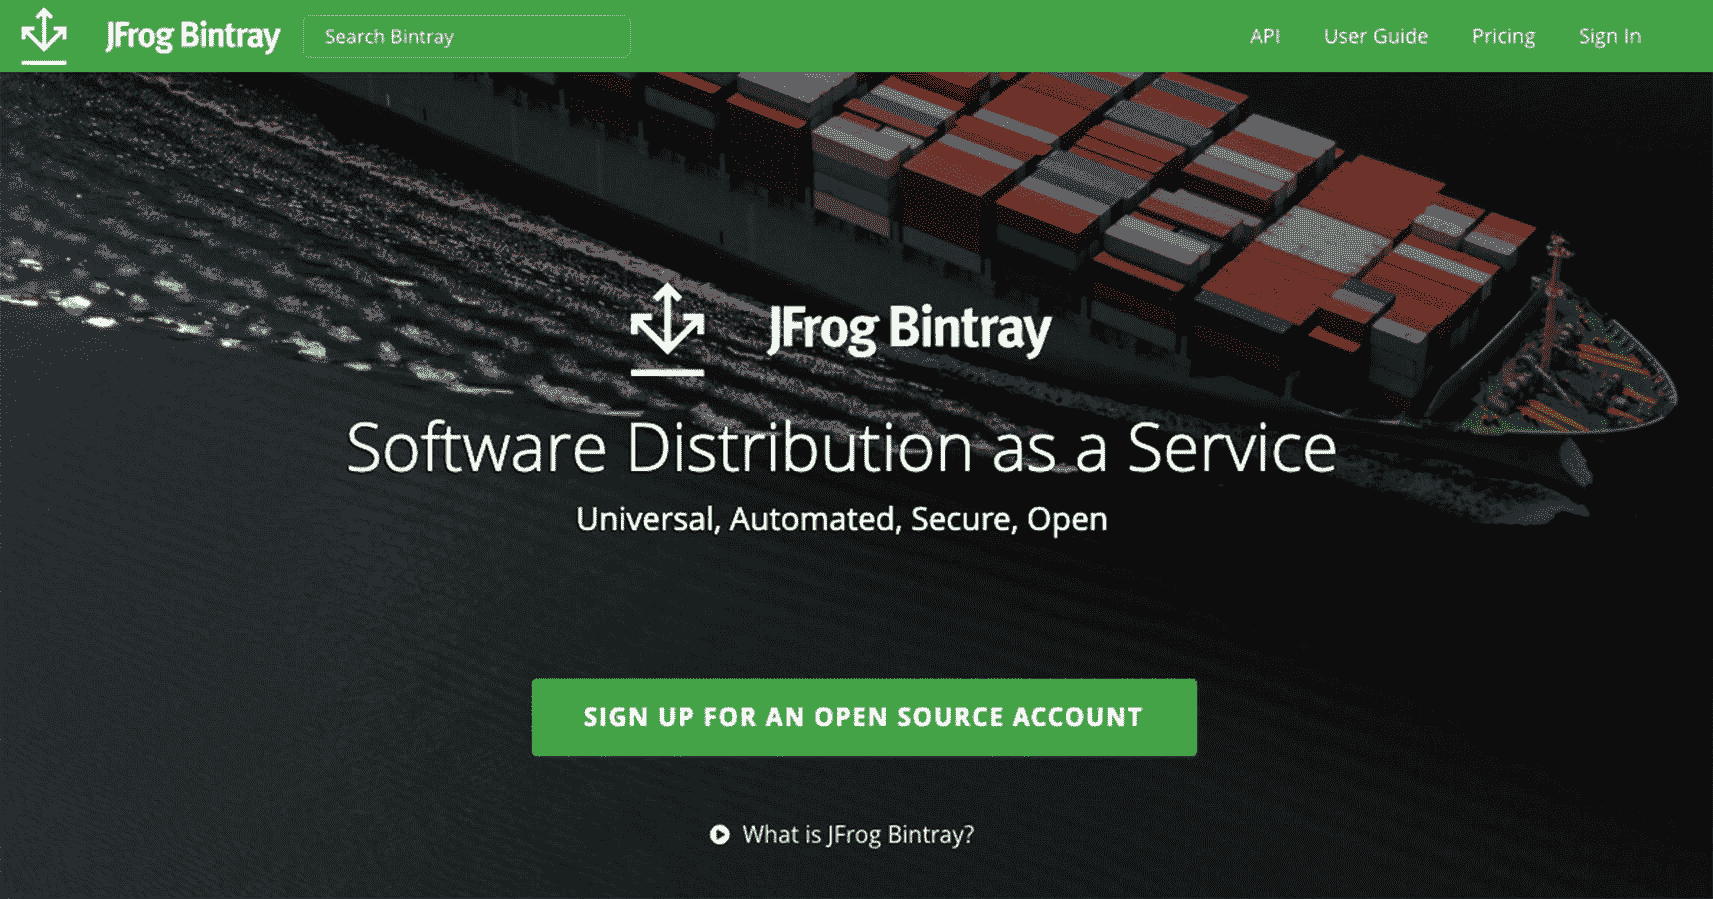 JFrog Bintray
Search Bintray
API
User Guide
Pricing
Sign In
JFrog Bintray
Software Distribution as a Service
Universal, Automated, Secure, Open
SIGN UP FOR AN OPEN SOURCE ACCOUNT
What is JFrog Bintray?